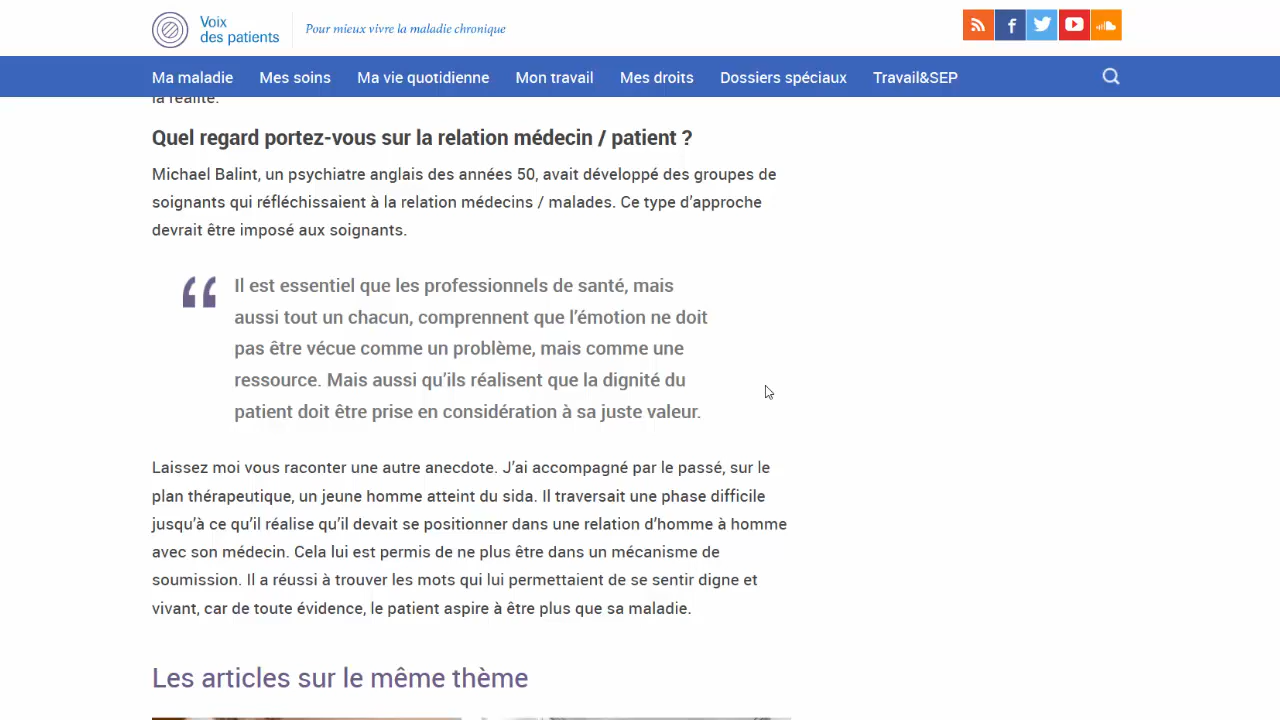 Voix
des patients
Pour mieux vivre la maladie chronique
Ma maladie Mes soins Ma vie quotidienne Mon travail Mes droits Dossiers spéciaux Travail&SEP
la réalité.
Quel regard portez-vous sur la relation médecin / patient ?
Michael Balint, un psychiatre anglais des années 50, avait développé des groupes de
soignants qui réfléchissaient à la relation médecins / malades. Ce type d’approche
devrait être imposé aux soignants.
Il est essentiel que les professionnels de santé, mais
aussi tout un chacun, comprennent que l’émotion ne doit
pas être vécue comme un problème, mais comme une
ressource. Mais aussi qu’ils réalisent que la dignité du
patient doit être prise en considération à sa juste valeur.
Laissez moi vous raconter une autre anecdote. J’ai accompagné par le passé, sur le
plan thérapeutique, un jeune homme atteint du sida. Il traversait une phase difficile
jusqu’à ce qu’il réalise qu’il devait se positionner dans une relation d’homme à homme
avec son médecin. Cela lui est permis de ne plus être dans un mécanisme de
soumission. Il a réussi à trouver les mots qui lui permettaient de se sentir digne et
vivant, car de toute évidence, le patient aspire à être plus que sa maladie.
Les articles sur le même thème